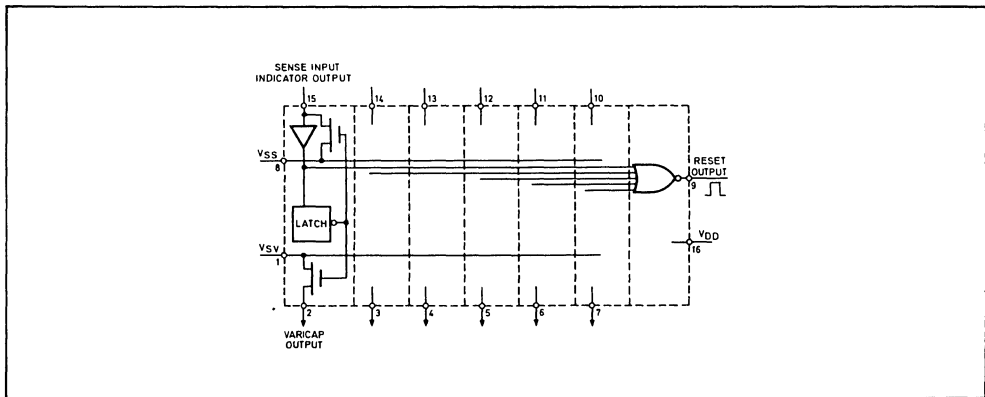 SENSE INPUT
INDICATOR OUTPUT
15
14
13
12
11
10
VSS
8
RESET
OUTPUT
9
LATCH
VDD
16
VSV
1
2
3
4
5
6
7
VARICAP
OUTPUT